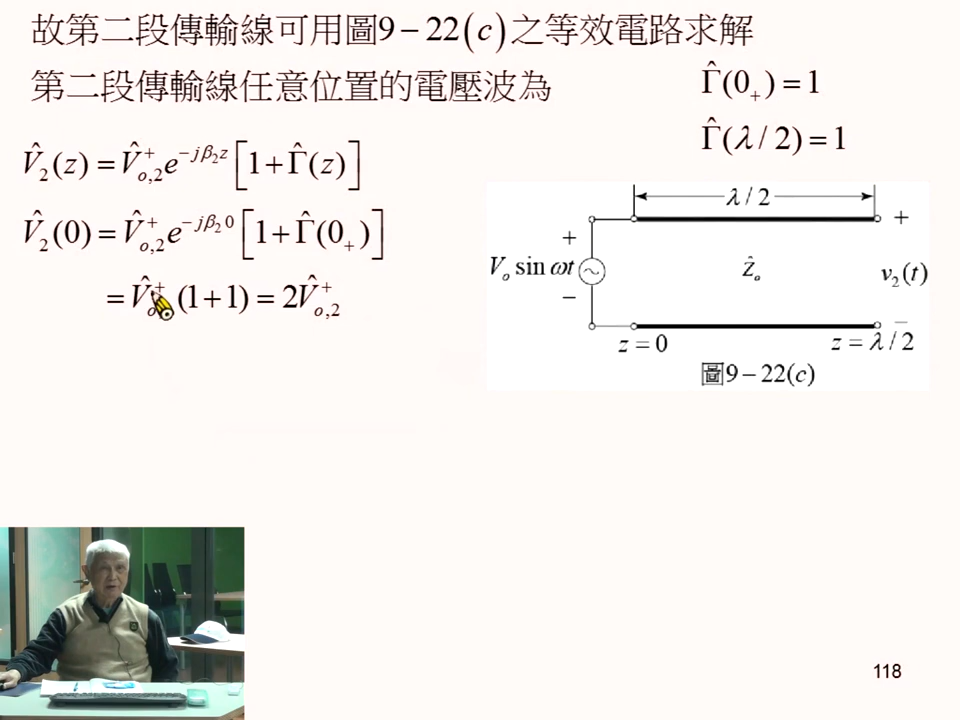 故第二段傳輸線可用圖9−22(c)之等效電路求解
第二段傳輸線任意位置的電壓波為
Γ̂(0₊) = 1
Γ̂(λ / 2) = 1
V̂₂(z) = V̂⁺ₒ,₂e^{−jβ₂z}[1+Γ̂(z)]
V̂₂(0) = V̂⁺ₒ,₂e^{−jβ₂0}[1+Γ̂(0₊)]
= V̂ₒ⁺(1+1) = 2V̂⁺ₒ,₂
λ / 2
+
+
Vₒ sin ωt
Ẑₒ
v₂(t)
−
−
z = 0
z = λ / 2
圖9−22(c)
118